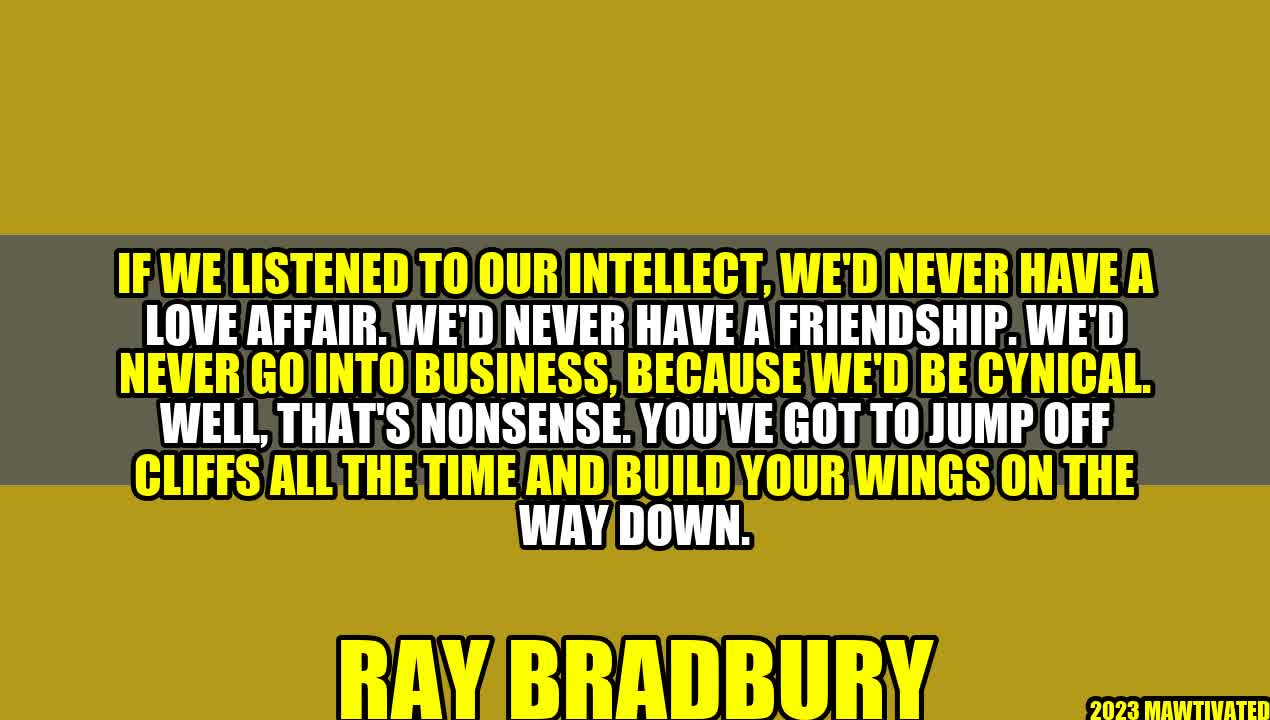 IF WE LISTENED TO OUR INTELLECT, WE'D NEVER HAVE A
LOVE AFFAIR. WE'D NEVER HAVE A FRIENDSHIP. WE'D
NEVER GO INTO BUSINESS, BECAUSE WE'D BE CYNICAL.
WELL, THAT'S NONSENSE. YOU'VE GOT TO JUMP OFF
CLIFFS ALL THE TIME AND BUILD YOUR WINGS ON THE
WAY DOWN.
RAY BRADBURY
2023 MAWTIVATED